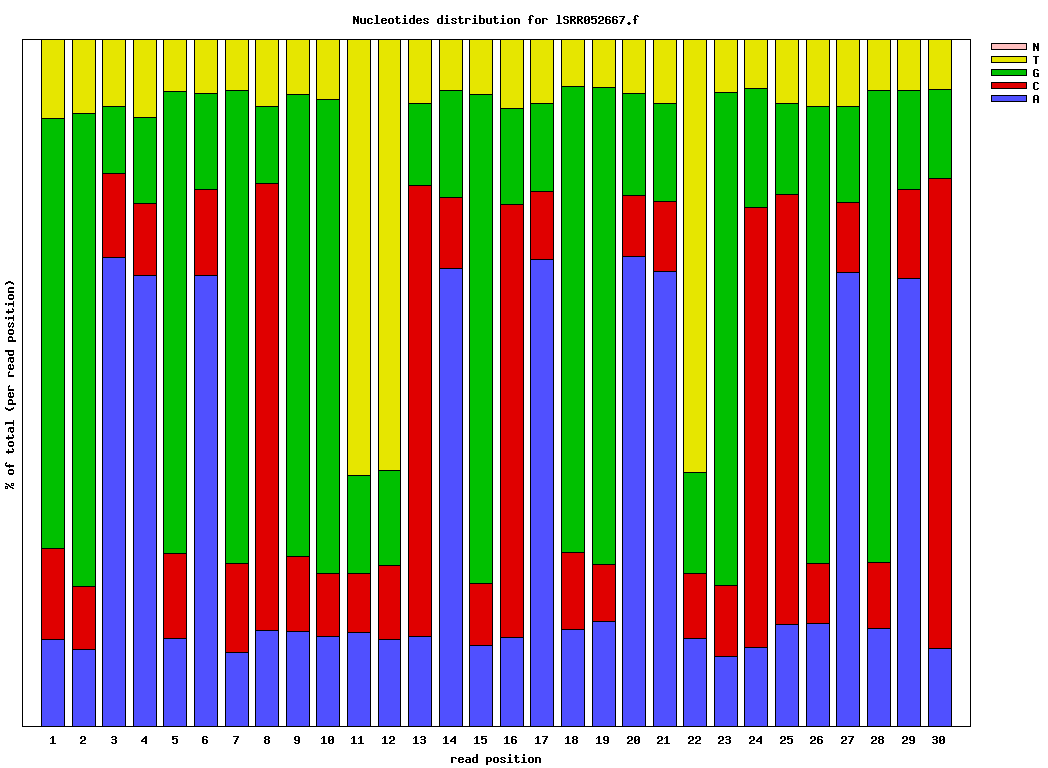 Nucleotides distribution for lSRR052667.f
N
T
G
C
A
% of total (per read position)
1 2 3 4 5 6 7 8 9 10 11 12 13 14 15 16 17 18 19 20 21 22 23 24 25 26 27 28 29 30
read position